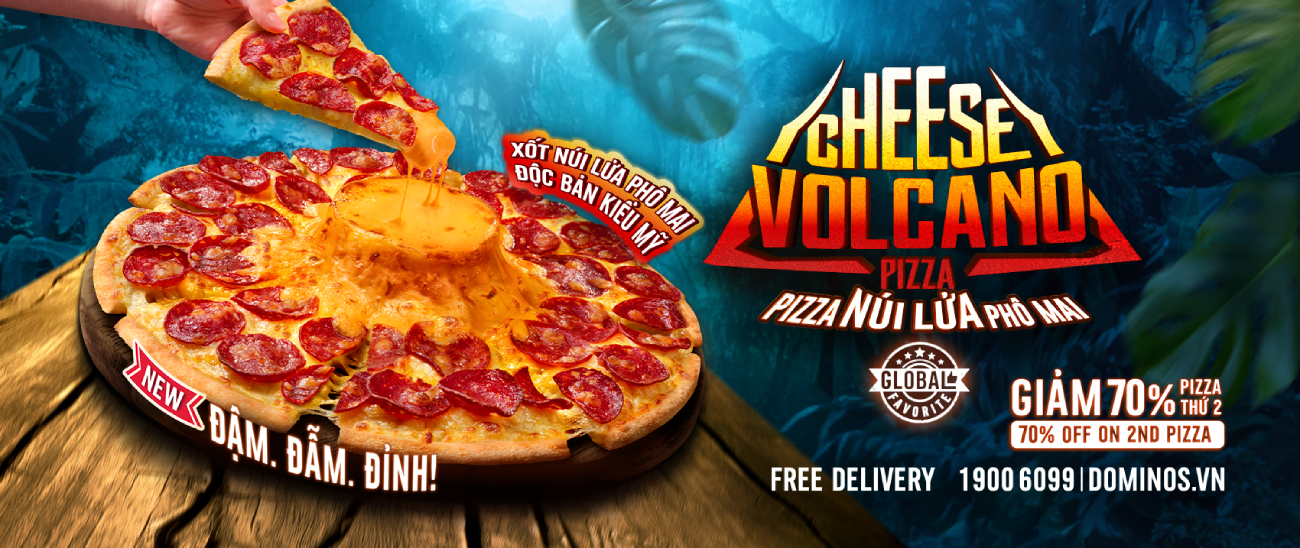 XỐT NÚI LỬA PHÔ MAI
ĐỘC BẢN KIỂU MỸ
NEW
ĐẬM. ĐẪM. ĐỈNH!
CHEESE
VOLCANO
PIZZA
PIZZA NÚI LỬA PHÔ MAI
GLOBAL
FAVORITE
GIẢM 70% PIZZA THỨ 2
70% OFF ON 2ND PIZZA
FREE DELIVERY 1900 6099 | DOMINOS.VN